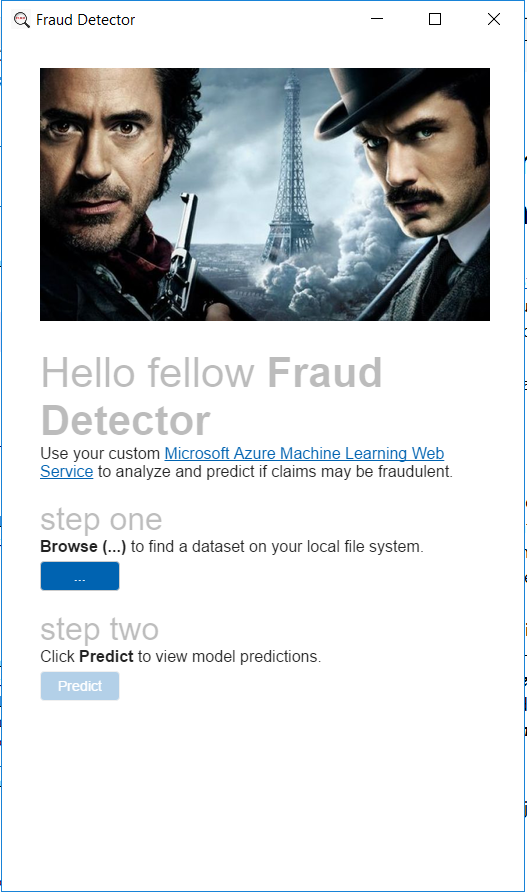 Fraud Detector
Hello fellow Fraud
Detector
Use your custom Microsoft Azure Machine Learning Web
Service to analyze and predict if claims may be fraudulent.
step one
Browse (...) to find a dataset on your local file system.
...
step two
Click Predict to view model predictions.
Predict